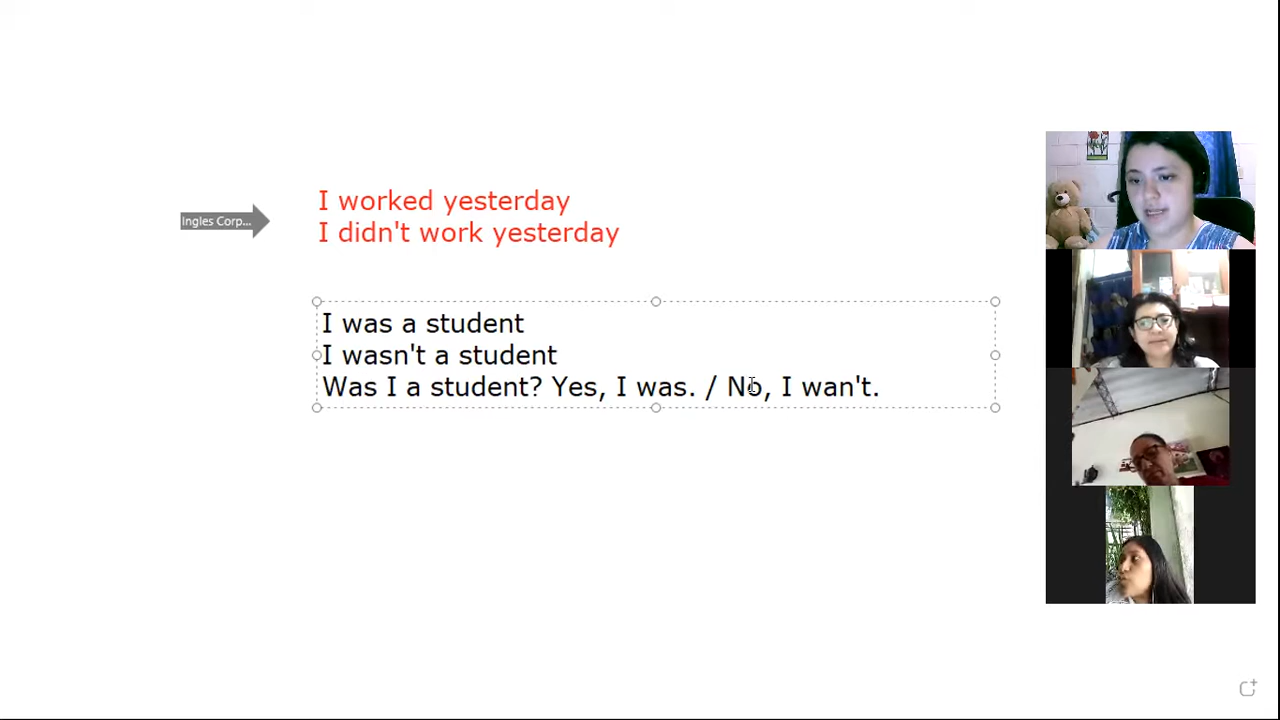 I worked yesterday
Ingles Corp...
I didn't work yesterday
I was a student
I wasn't a student
Was I a student? Yes, I was. / No, I wan't.